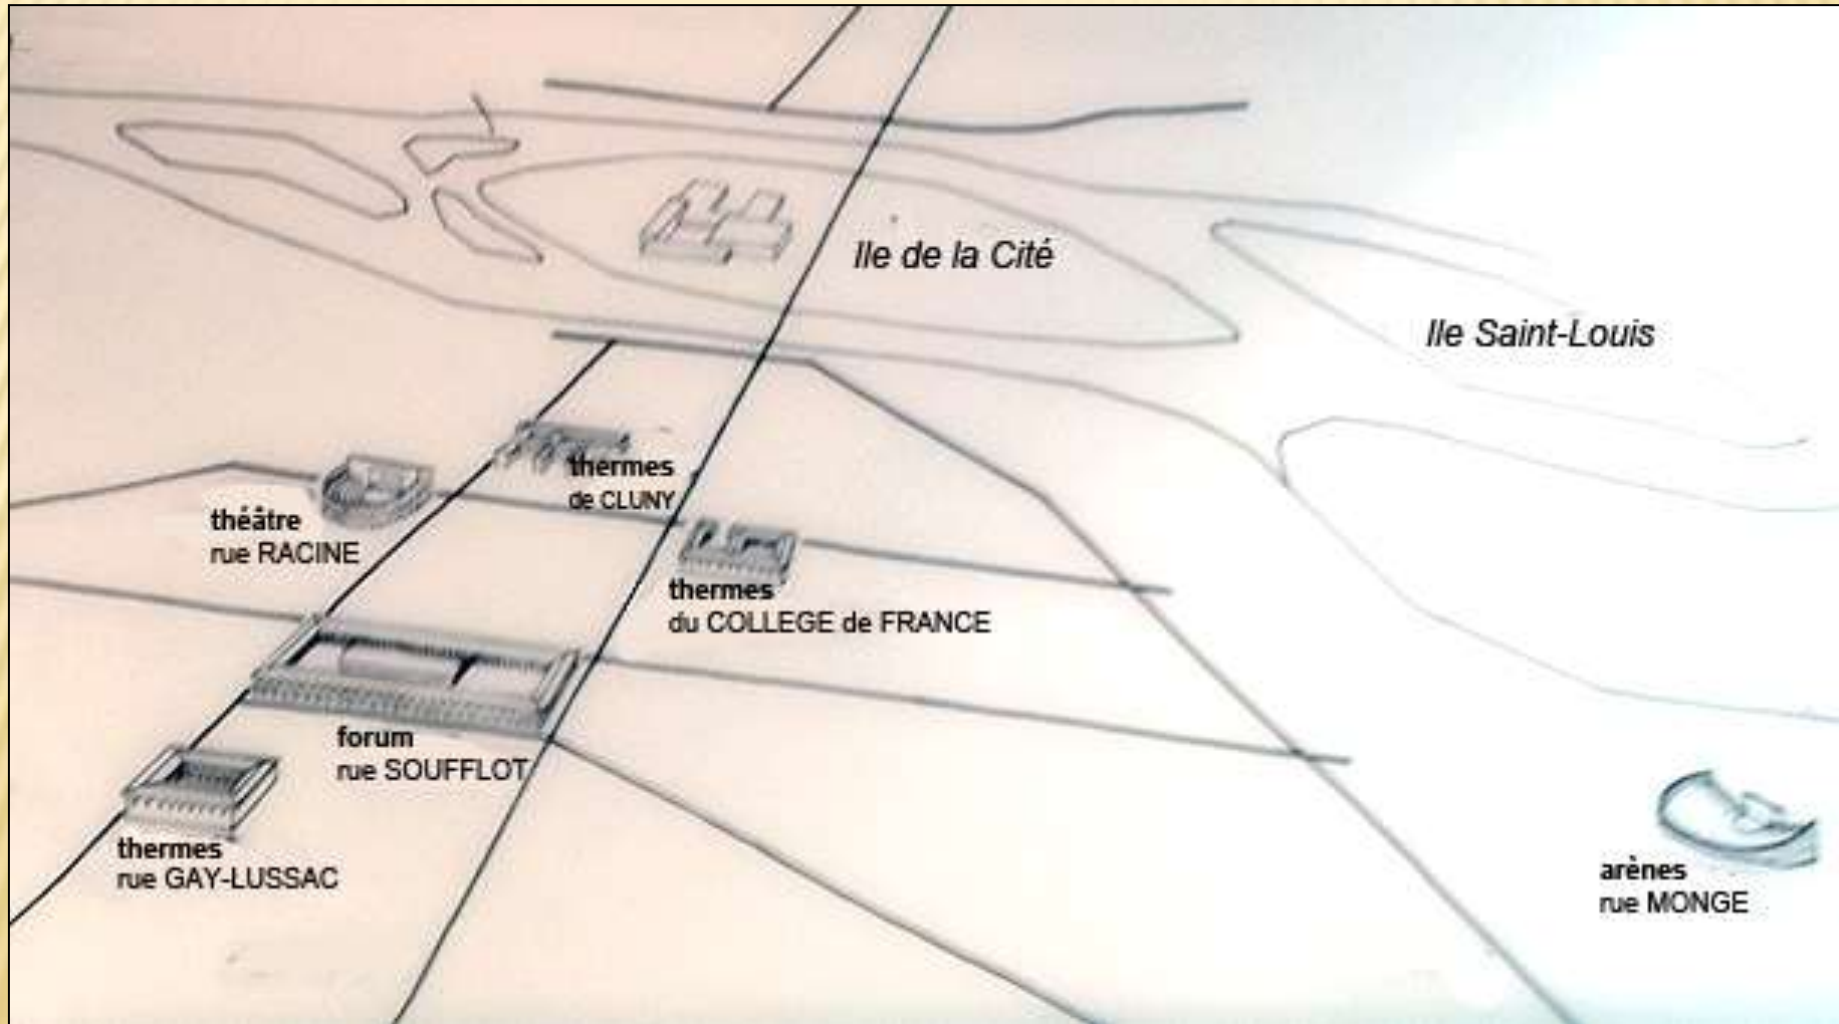 Ile de la Cité
Ile Saint-Louis
thermes
de CLUNY
théâtre
rue RACINE
thermes
du COLLEGE de FRANCE
forum
rue SOUFFLOT
thermes
rue GAY-LUSSAC
arènes
rue MONGE